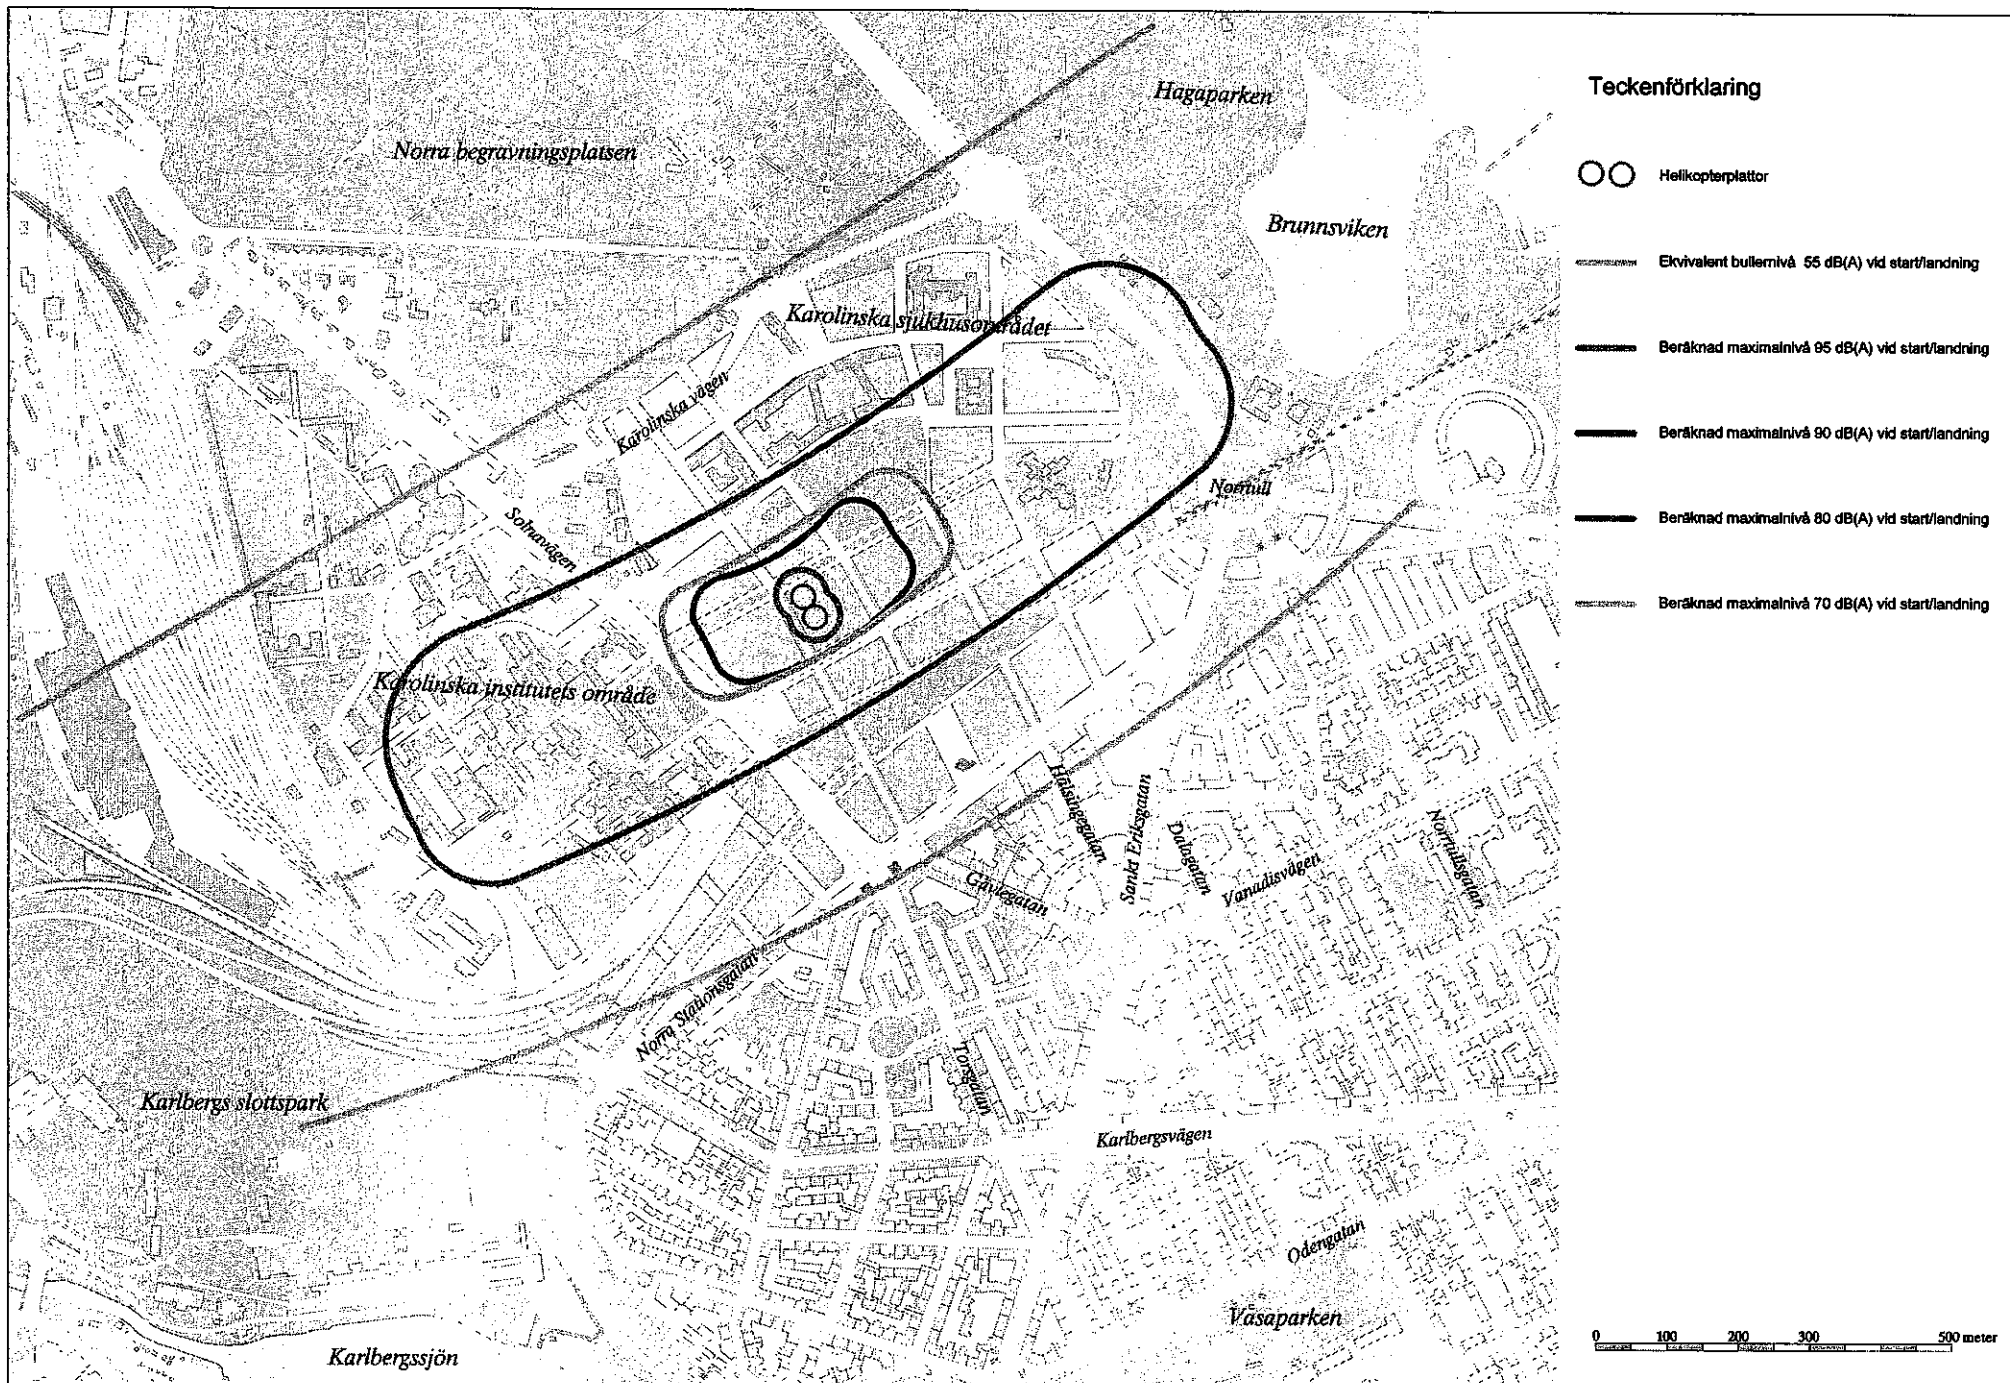 Teckenförklaring
Helikopterplattor
Ekvivalent bullernivå 55 dB(A) vid start/landning
Beräknad maximalnivå 95 dB(A) vid start/landning
Beräknad maximalnivå 90 dB(A) vid start/landning
Beräknad maximalnivå 80 dB(A) vid start/landning
Beräknad maximalnivå 70 dB(A) vid start/landning
Hagaparken
Norra begravningsplatsen
Brunnsviken
Karolinska sjukhusområdet
Karolinska vägen
Norrtull
Solnavägen
Karolinska institutets område
Hälsingegatan
Sankt Eriksgatan
Dalagatan
Vanadisvägen
Norrtullsgatan
Gävlegatan
Norra Stationsgatan
Torsgatan
Karlbergs slottspark
Karlbergsvägen
Odengatan
Vasaparken
Karlbergssjön
0 100 200 300 500 meter